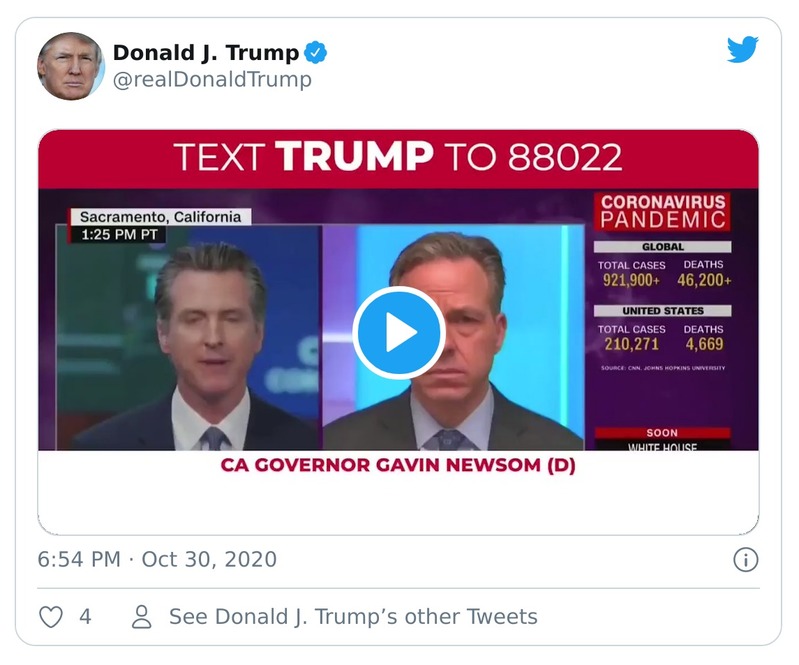 Donald J. Trump
@realDonaldTrump
TEXT TRUMP TO 88022
Sacramento, California
1:25 PM PT
CORONAVIRUS
PANDEMIC
GLOBAL
TOTAL CASES DEATHS
921,900+ 46,200+
UNITED STATES
TOTAL CASES DEATHS
210,271 4,669
SOURCE: CNN, JOHNS HOPKINS UNIVERSITY
SOON
WHITE HOUSE
CA GOVERNOR GAVIN NEWSOM (D)
6:54 PM · Oct 30, 2020
4 See Donald J. Trump’s other Tweets